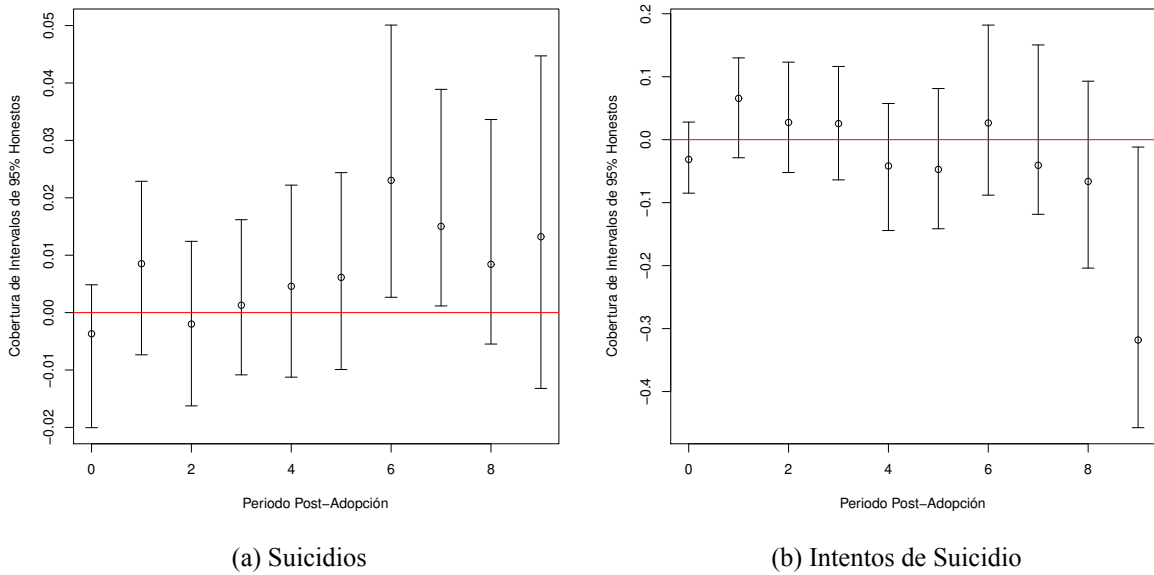 Cobertura de Intervalos de 95% Honestos
0.05
0.04
0.03
0.02
0.01
0.00
−0.01
−0.02
0 2 4 6 8
Periodo Post−Adopción
(a) Suicidios
Cobertura de Intervalos de 95% Honestos
0.2
0.1
0.0
−0.1
−0.2
−0.3
−0.4
0 2 4 6 8
Periodo Post−Adopción
(b) Intentos de Suicidio